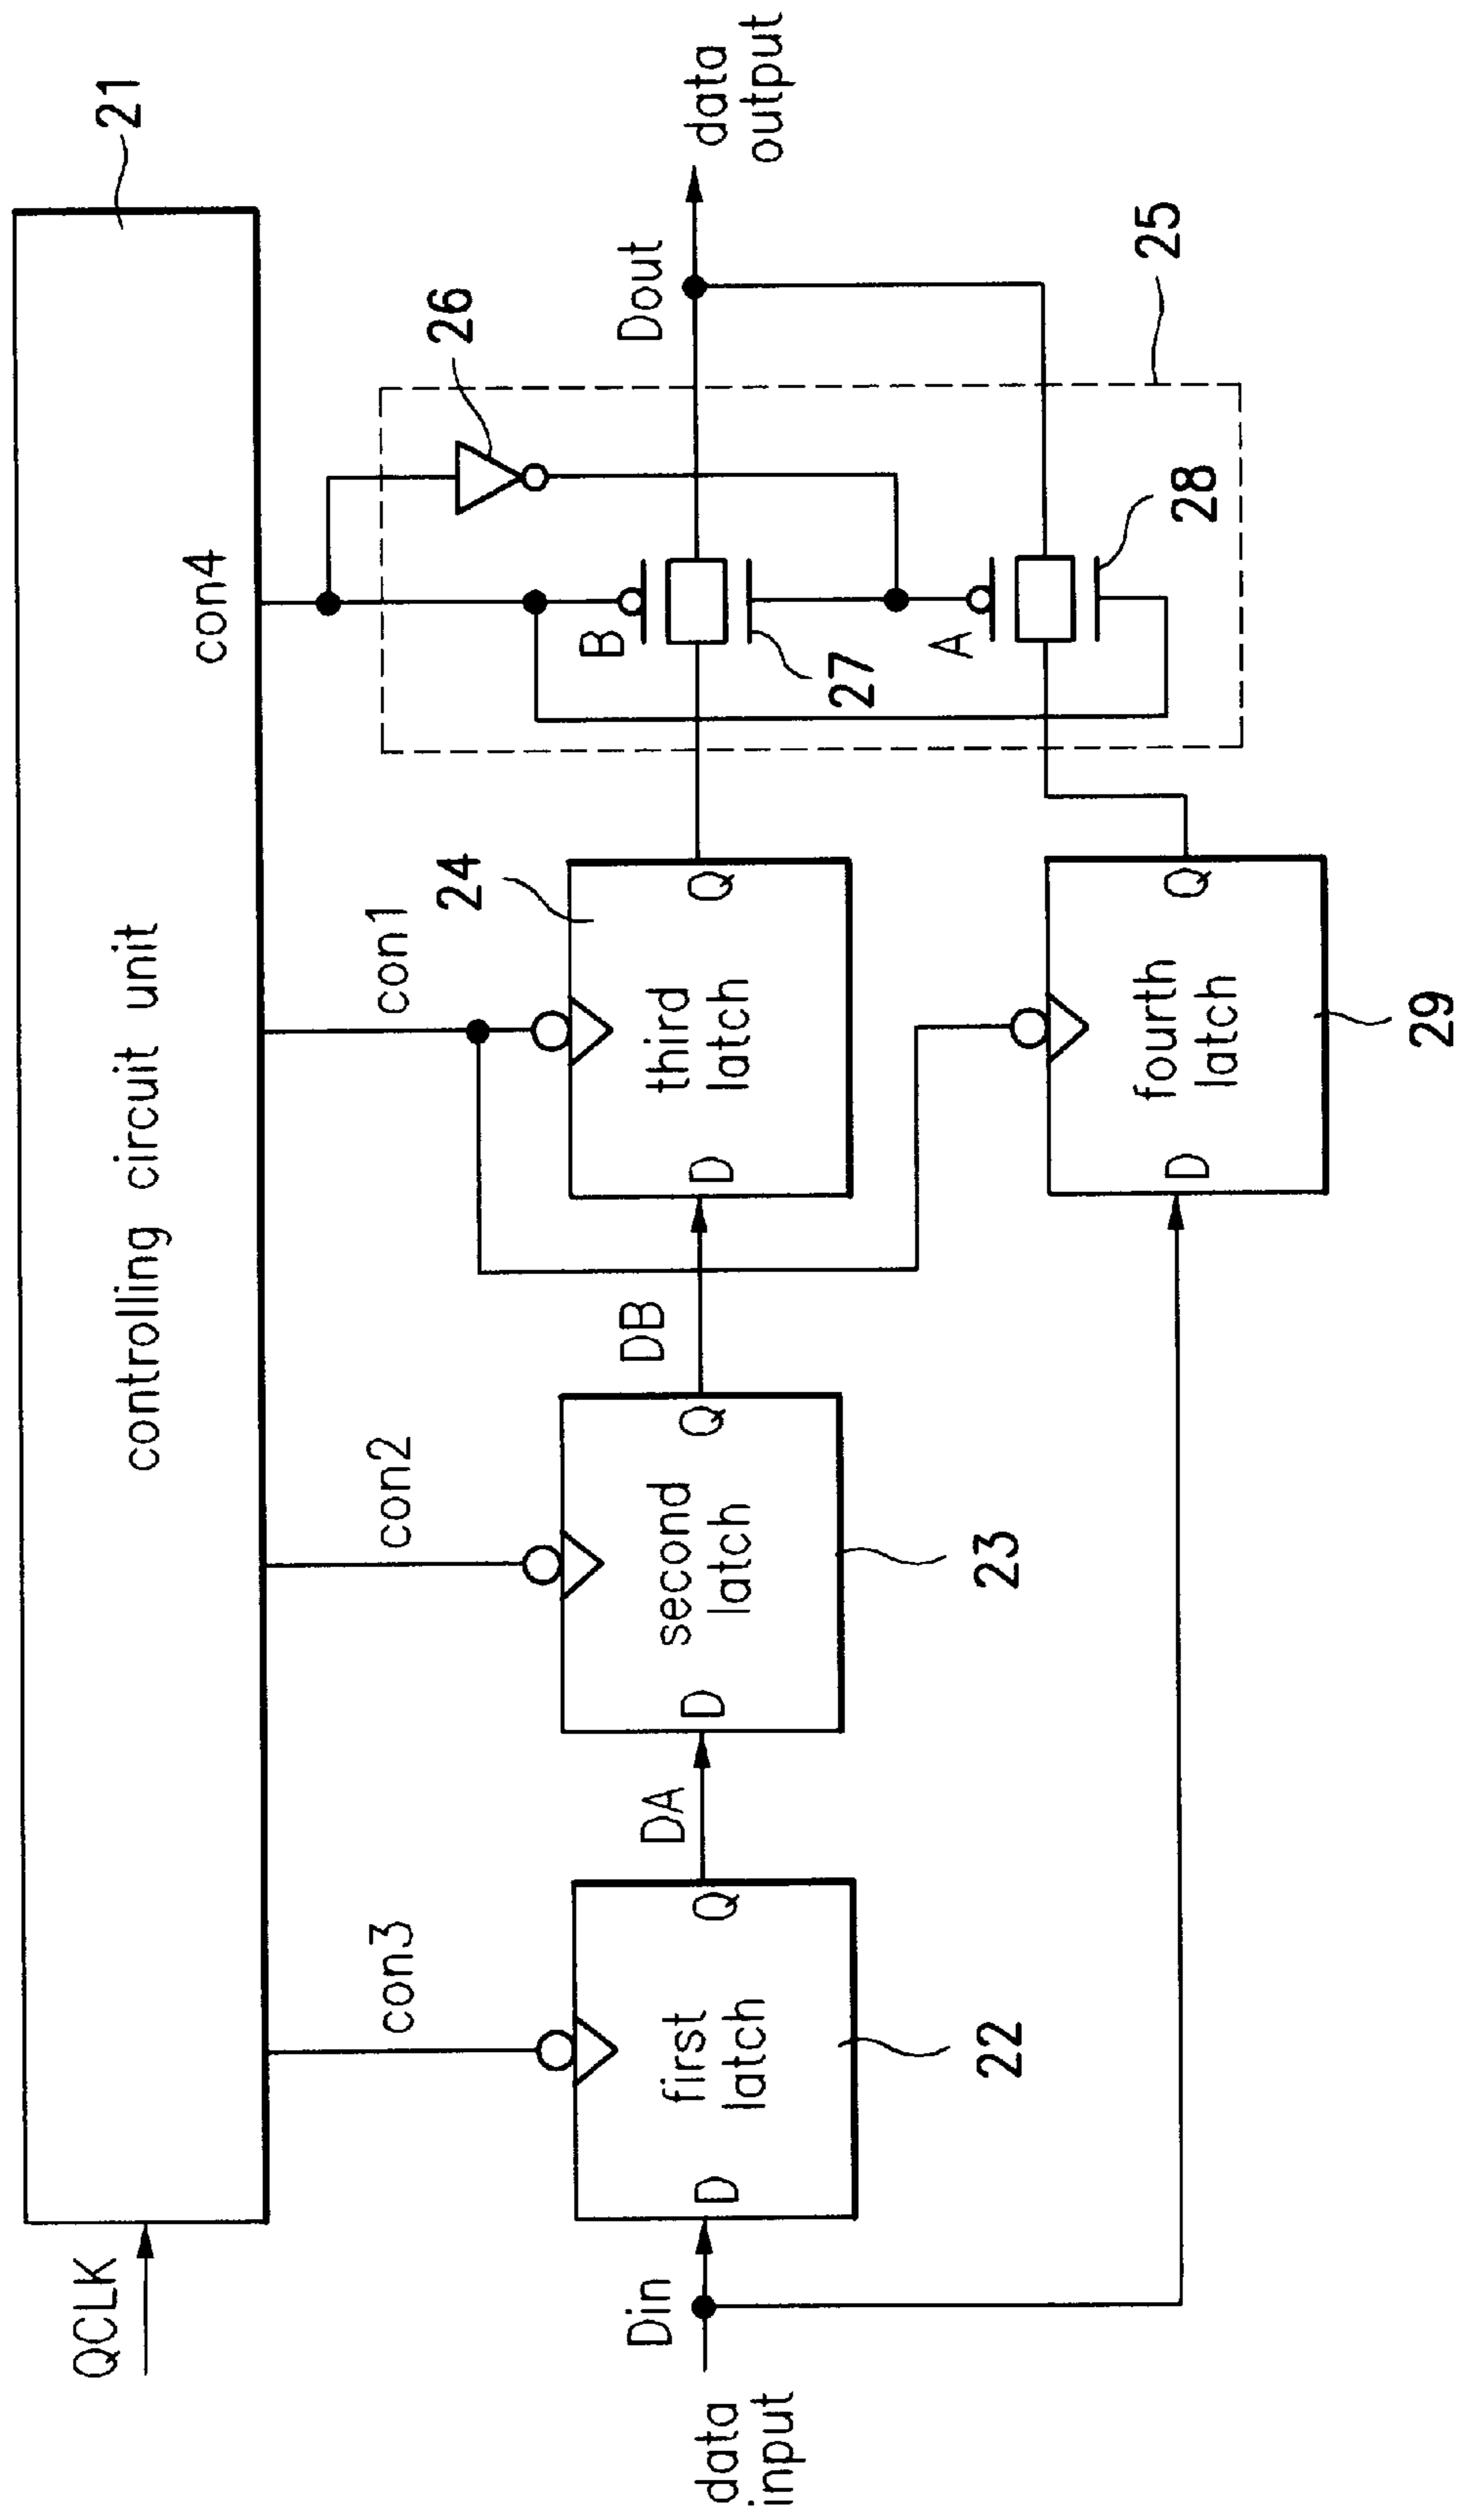 21
controlling circuit unit
QCLK
con4
con1
con2
con3
26
24
B
27
A
28
25
Dout
data
output
data
input
Din
D
first
latch
Q
22
DA
D
second
latch
Q
23
DB
D
third
latch
Q
D
fourth
latch
Q
29